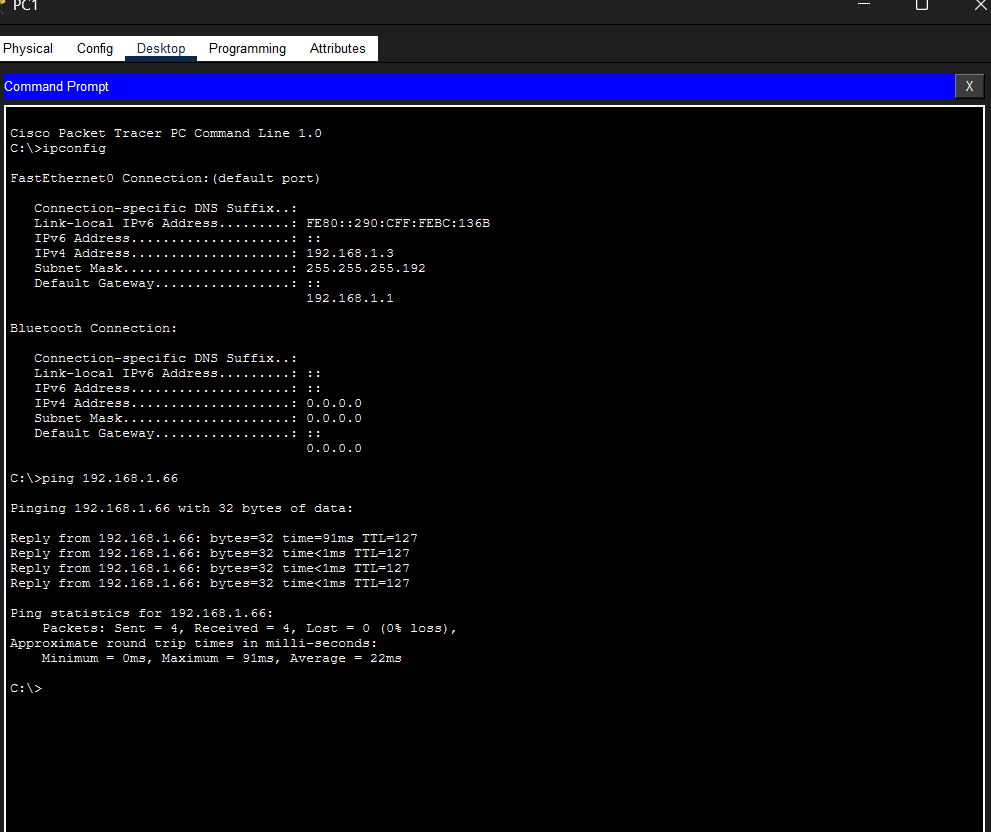 PC1
Physical Config Desktop Programming Attributes
Command Prompt X
Cisco Packet Tracer PC Command Line 1.0
C:\>ipconfig
FastEthernet0 Connection:(default port)
Connection-specific DNS Suffix..:
Link-local IPv6 Address.........: FE80::290:CFF:FEBC:136B
IPv6 Address....................: ::
IPv4 Address....................: 192.168.1.3
Subnet Mask.....................: 255.255.255.192
Default Gateway.................: ::
192.168.1.1
Bluetooth Connection:
Connection-specific DNS Suffix..:
Link-local IPv6 Address.........: ::
IPv6 Address....................: ::
IPv4 Address....................: 0.0.0.0
Subnet Mask.....................: 0.0.0.0
Default Gateway.................: ::
0.0.0.0
C:\>ping 192.168.1.66
Pinging 192.168.1.66 with 32 bytes of data:
Reply from 192.168.1.66: bytes=32 time=91ms TTL=127
Reply from 192.168.1.66: bytes=32 time<1ms TTL=127
Reply from 192.168.1.66: bytes=32 time<1ms TTL=127
Reply from 192.168.1.66: bytes=32 time<1ms TTL=127
Ping statistics for 192.168.1.66:
Packets: Sent = 4, Received = 4, Lost = 0 (0% loss),
Approximate round trip times in milli-seconds:
Minimum = 0ms, Maximum = 91ms, Average = 22ms
C:\>